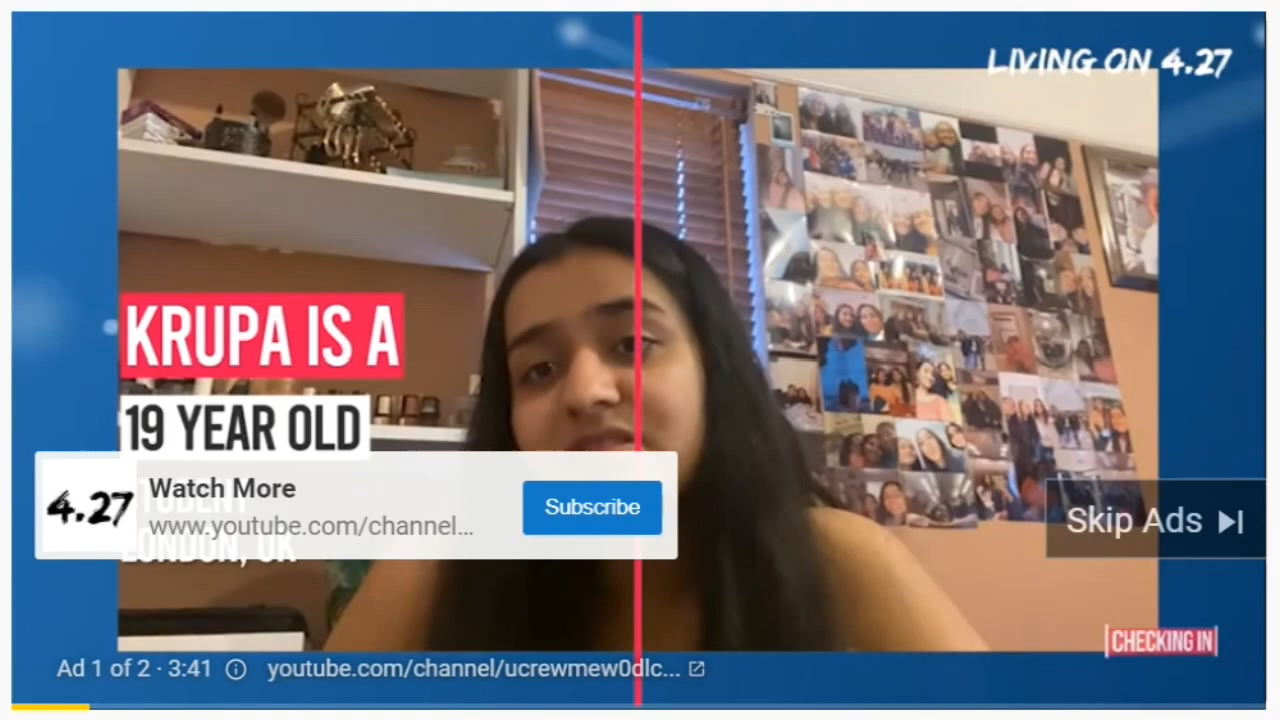 LIVING ON 4.27
KRUPA IS A
19 YEAR OLD
STUDENT
LONDON, UK
4.27
Watch More
www.youtube.com/channel...
Subscribe
Skip Ads
CHECKING IN
Ad 1 of 2 · 3:41
youtube.com/channel/ucrewmew0dlc...